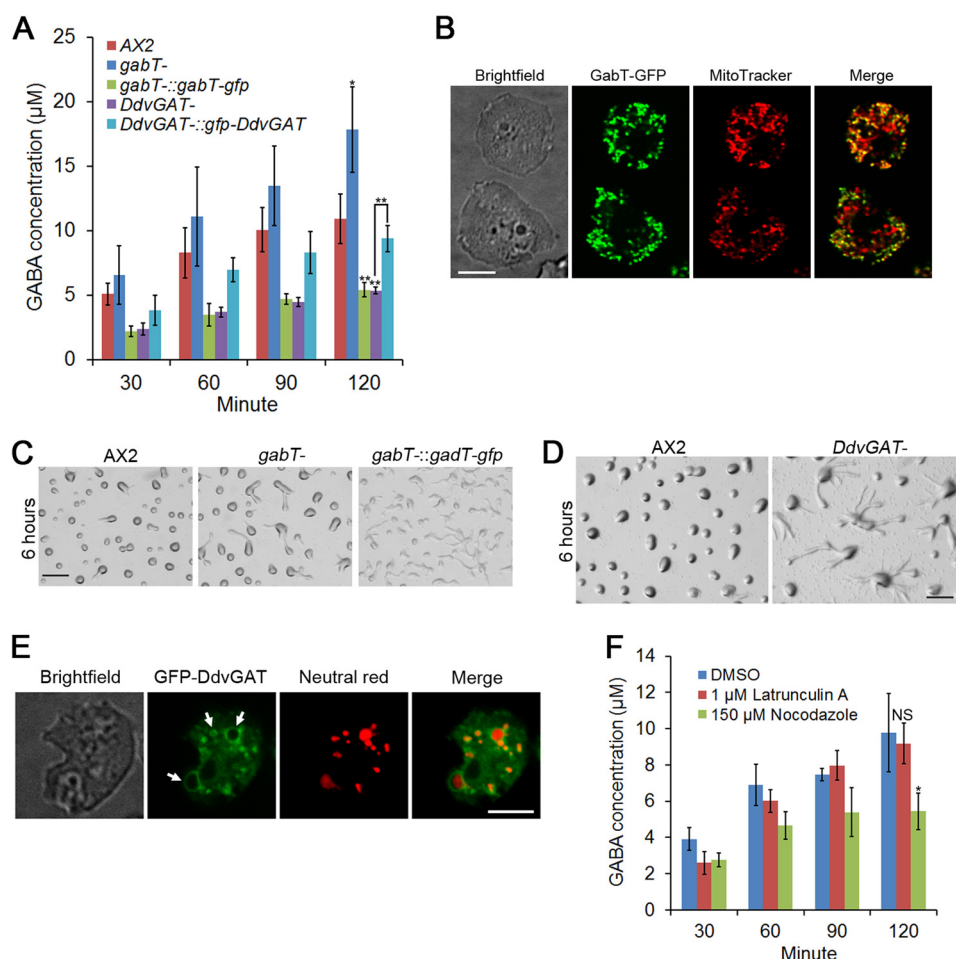 A
25
20
15
10
5
0
GABA concentration (µM)
AX2
gabT-
gabT-::gabT-gfp
DdvGAT-
DdvGAT-::gfp-DdvGAT
*
**
**
**
30 60 90 120
Minute
B
Brightfield GabT-GFP MitoTracker Merge
C
AX2 gabT- gabT-::gadT-gfp
6 hours
D
AX2 DdvGAT-
6 hours
E
Brightfield GFP-DdvGAT Neutral red Merge
F
14
12
10
8
6
4
2
0
GABA concentration (µM)
DMSO
1 µM Latrunculin A
150 µM Nocodazole
NS
*
30 60 90 120
Minute